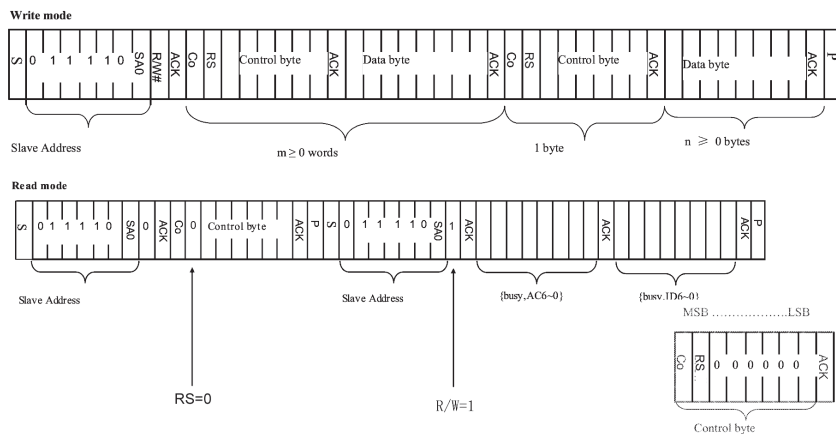 Write mode
S 0 1 1 1 1 0 SA0 R/W# ACK Co RS Control byte ACK Data byte ACK Co RS Control byte ACK Data byte ACK P
Slave Address
m ≥ 0 words
1 byte
n ≥ 0 bytes
Read mode
S 0 1 1 1 1 0 SA0 0 ACK Co 0 Control byte ACK P S 0 1 1 1 1 0 SA0 1 ACK ACK ACK P
Slave Address
Slave Address
{busy,AC6~0}
{busy,ID6~0}
MSB ....................LSB
Co RS 0 0 0 0 0 0 ACK
RS=0
R/W=1
Control byte